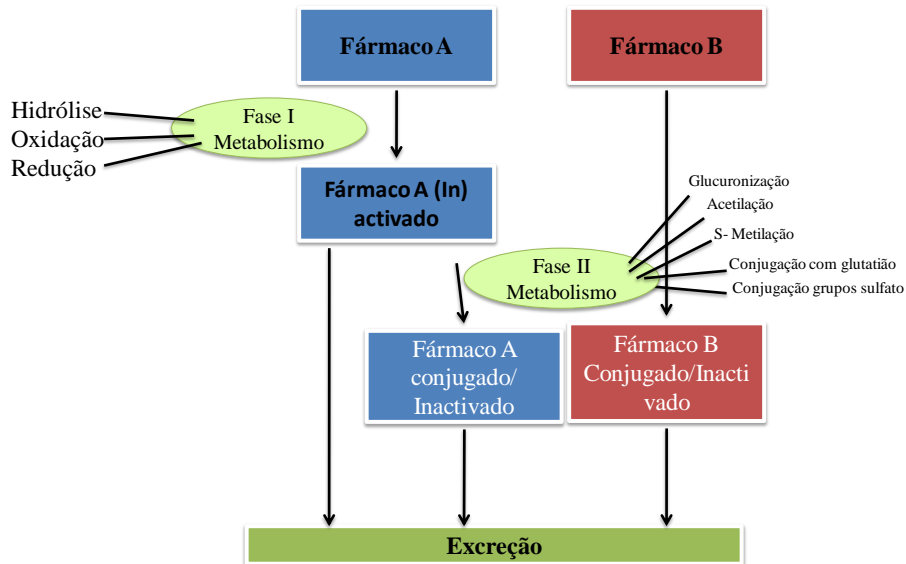 Fármaco A
Fármaco B
Hidrólise
Oxidação
Redução
Fase I
Metabolismo
Fármaco A (In)
activado
Glucuronização
Acetilação
S- Metilação
Conjugação com glutatião
Conjugação grupos sulfato
Fase II
Metabolismo
Fármaco A
conjugado/
Inactivado
Fármaco B
Conjugado/Inacti
vado
Excreção